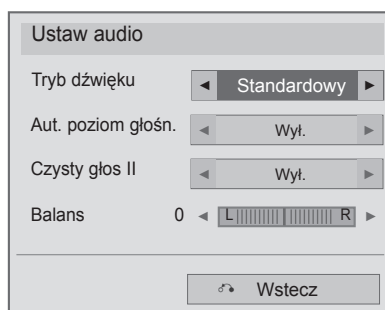 Ustaw audio
Tryb dźwięku ◄ Standardowy ►
Aut. poziom głośn. ◄ Wył. ►
Czysty głos II ◄ Wył. ►
Balans 0 ◄ L R ►
Wstecz